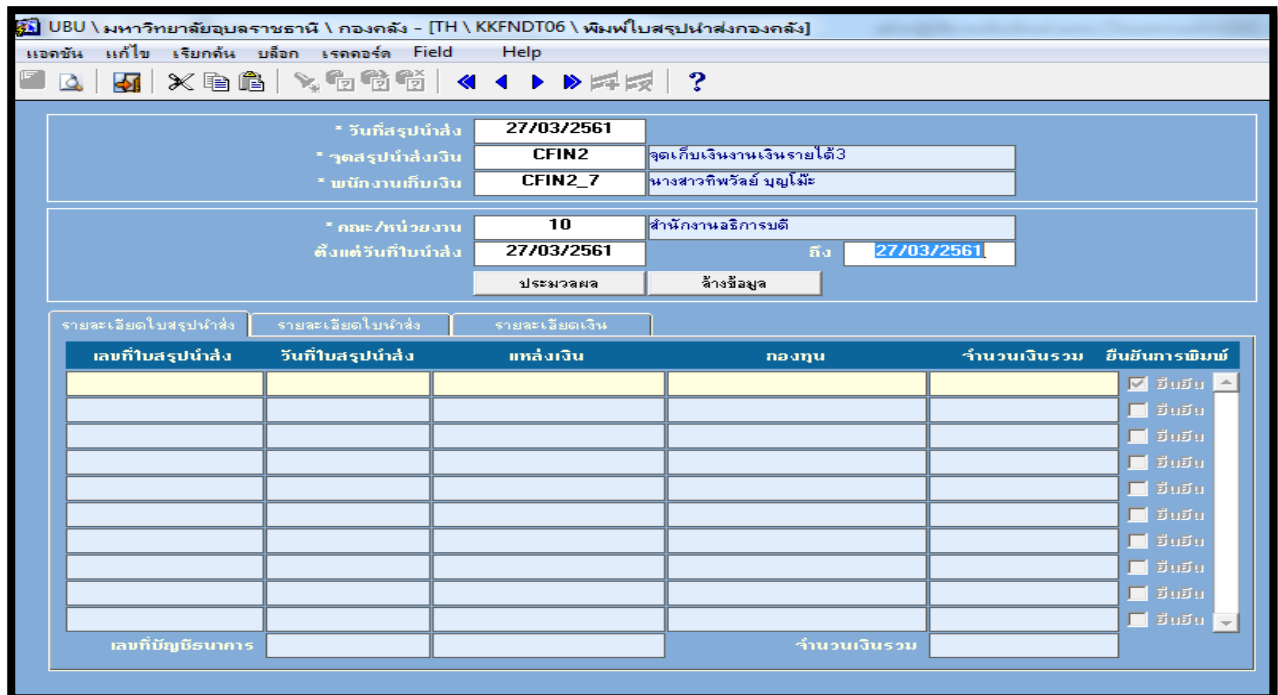 UBU \ มหาวิทยาลัยอุบลราชธานี \ กองคลัง - [TH \ KKFNDT06 \ พิมพ์ใบสรุปนำส่งกองคลัง]
แอคชัน แก้ไข เรียกค้น บล็อก เรคคอร์ด Field Help
?
* วันที่สรุปนำส่ง 27/03/2561
* จุดสรุปนำส่งเงิน CFIN2 จุดเก็บเงินงานเงินรายได้3
* พนักงานเก็บเงิน CFIN2_7 นางสาวทิพวัลย์ บุญโม๊ะ
* คณะ/หน่วยงาน 10 สำนักงานอธิการบดี
ตั้งแต่วันที่ใบนำส่ง 27/03/2561 ถึง 27/03/2561
ประมวลผล ล้างข้อมูล
รายละเอียดใบสรุปนำส่ง รายละเอียดใบนำส่ง รายละเอียดเงิน
เลขที่ใบสรุปนำส่ง วันที่ใบสรุปนำส่ง แหล่งเงิน กองทุน จำนวนเงินรวม ยืนยันการพิมพ์
ยืนยัน
ยืนยัน
ยืนยัน
ยืนยัน
ยืนยัน
ยืนยัน
ยืนยัน
ยืนยัน
ยืนยัน
ยืนยัน
เลขที่บัญชีธนาคาร จำนวนเงินรวม